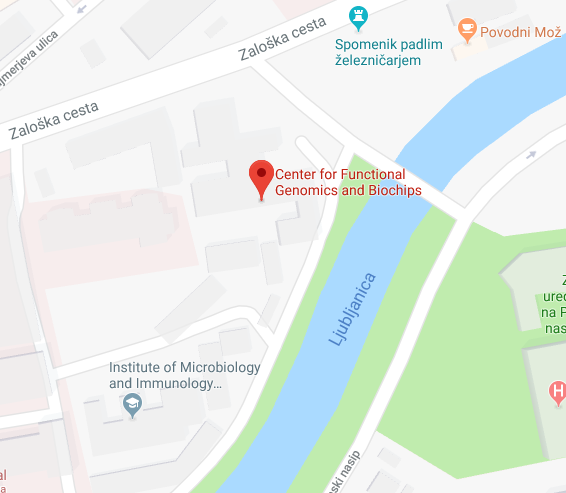 Zaloška cesta
Spomenik padlim
železničarjem
Povodni Mož
Zaloška cesta
Center for Functional
Genomics and Biochips
Ljubljanica
na
Institute of Microbiology
and Immunology...
H